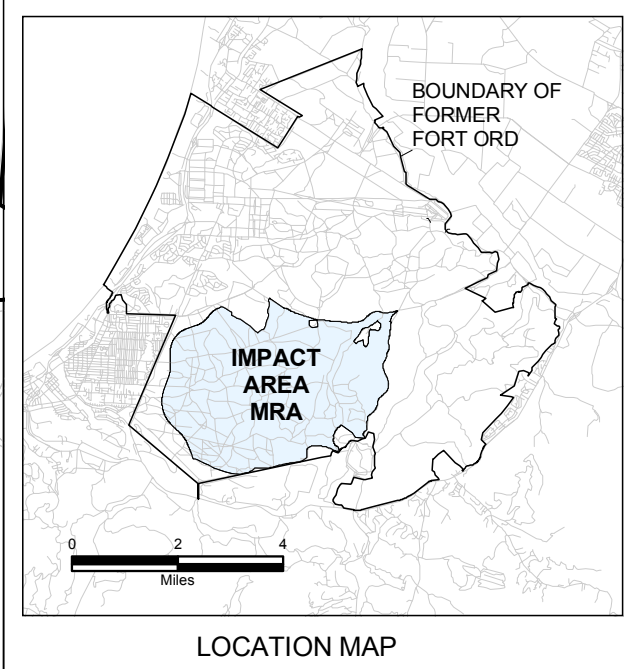 BOUNDARY OF
FORMER
FORT ORD
IMPACT
AREA
MRA
0 2 4
Miles
LOCATION MAP